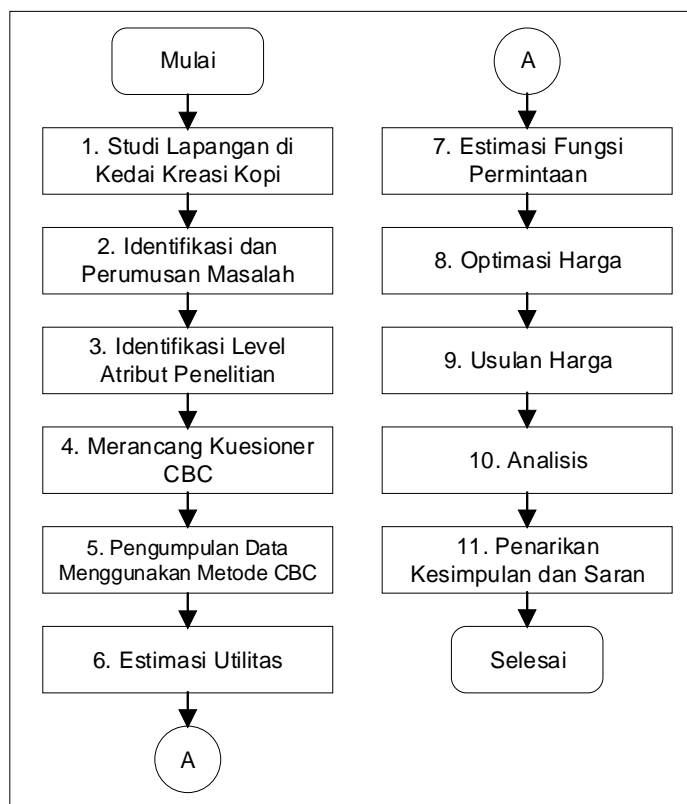 Mulai
1. Studi Lapangan di
Kedai Kreasi Kopi
2. Identifikasi dan
Perumusan Masalah
3. Identifikasi Level
Atribut Penelitian
4. Merancang Kuesioner
CBC
5. Pengumpulan Data
Menggunakan Metode CBC
6. Estimasi Utilitas
A
A
7. Estimasi Fungsi
Permintaan
8. Optimasi Harga
9. Usulan Harga
10. Analisis
11. Penarikan
Kesimpulan dan Saran
Selesai